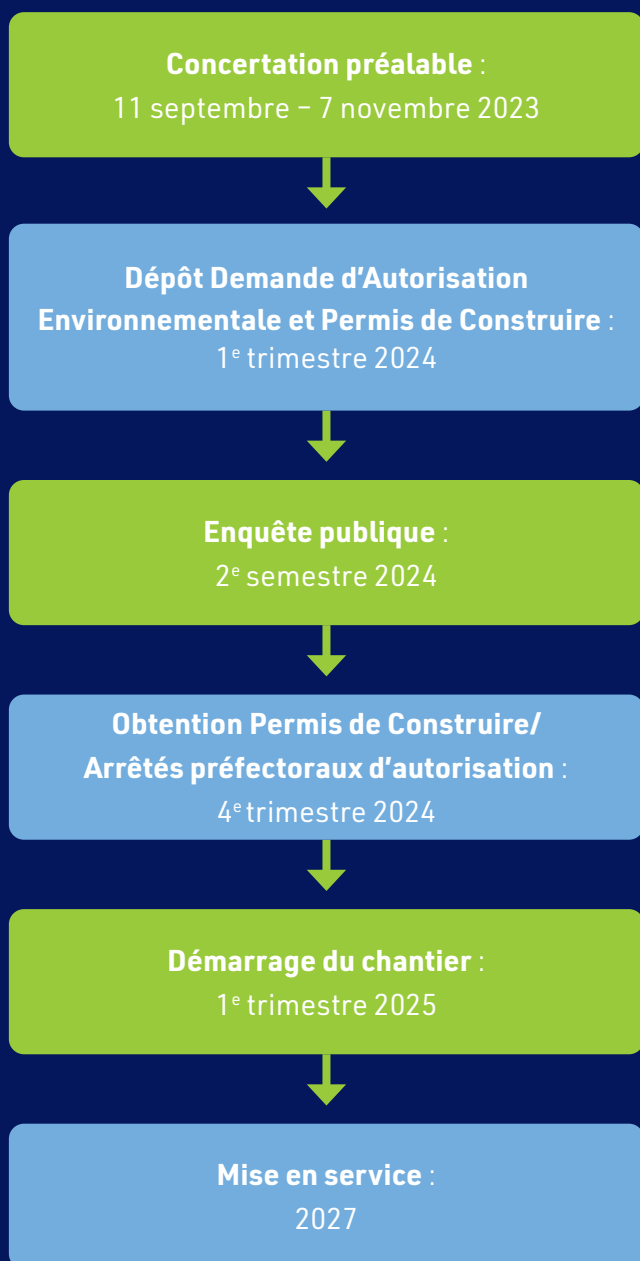 Concertation préalable :
11 septembre – 7 novembre 2023
Dépôt Demande d'Autorisation
Environnementale et Permis de Construire :
1e trimestre 2024
Enquête publique :
2e semestre 2024
Obtention Permis de Construire/
Arrêtés préfectoraux d'autorisation :
4e trimestre 2024
Démarrage du chantier :
1e trimestre 2025
Mise en service :
2027